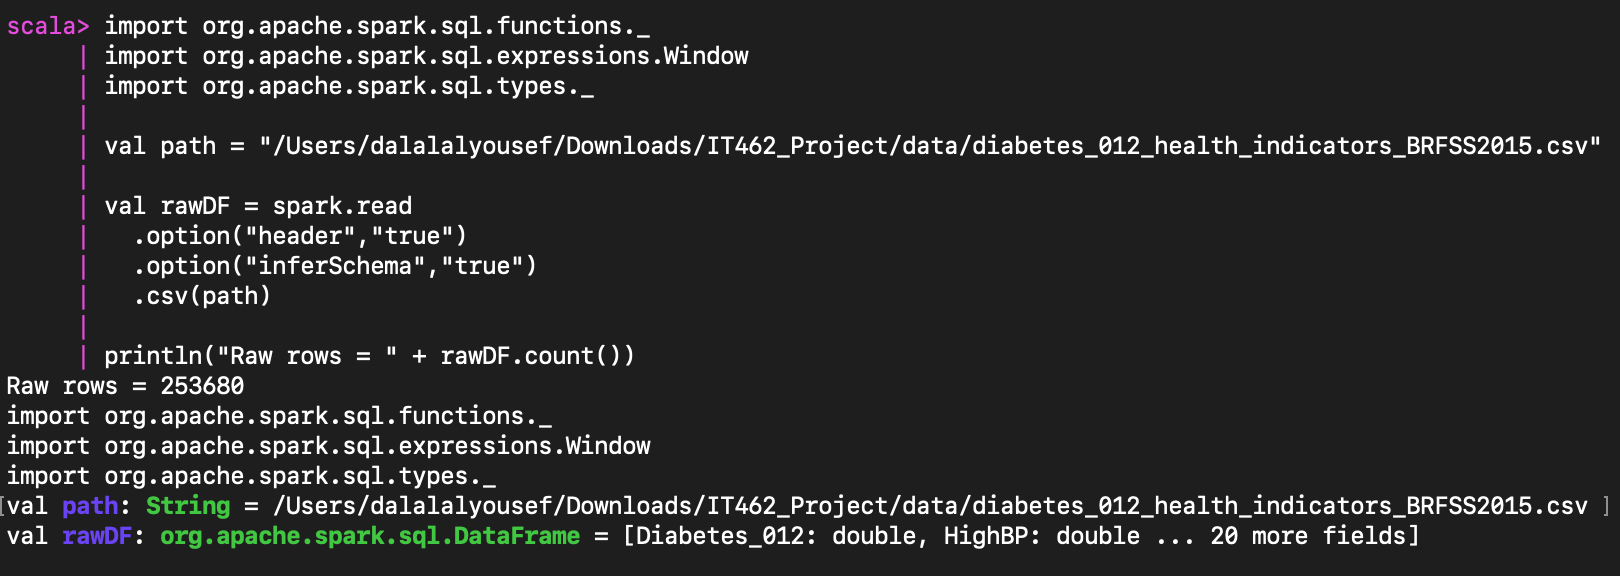 scala> import org.apache.spark.sql.functions._
| import org.apache.spark.sql.expressions.Window
| import org.apache.spark.sql.types._
|
| val path = "/Users/dalalalyousef/Downloads/IT462_Project/data/diabetes_012_health_indicators_BRFSS2015.csv"
|
| val rawDF = spark.read
|   .option("header","true")
|   .option("inferSchema","true")
|   .csv(path)
|
| println("Raw rows = " + rawDF.count())
Raw rows = 253680
import org.apache.spark.sql.functions._
import org.apache.spark.sql.expressions.Window
import org.apache.spark.sql.types._
[val path: String = /Users/dalalalyousef/Downloads/IT462_Project/data/diabetes_012_health_indicators_BRFSS2015.csv ]
val rawDF: org.apache.spark.sql.DataFrame = [Diabetes_012: double, HighBP: double ... 20 more fields]